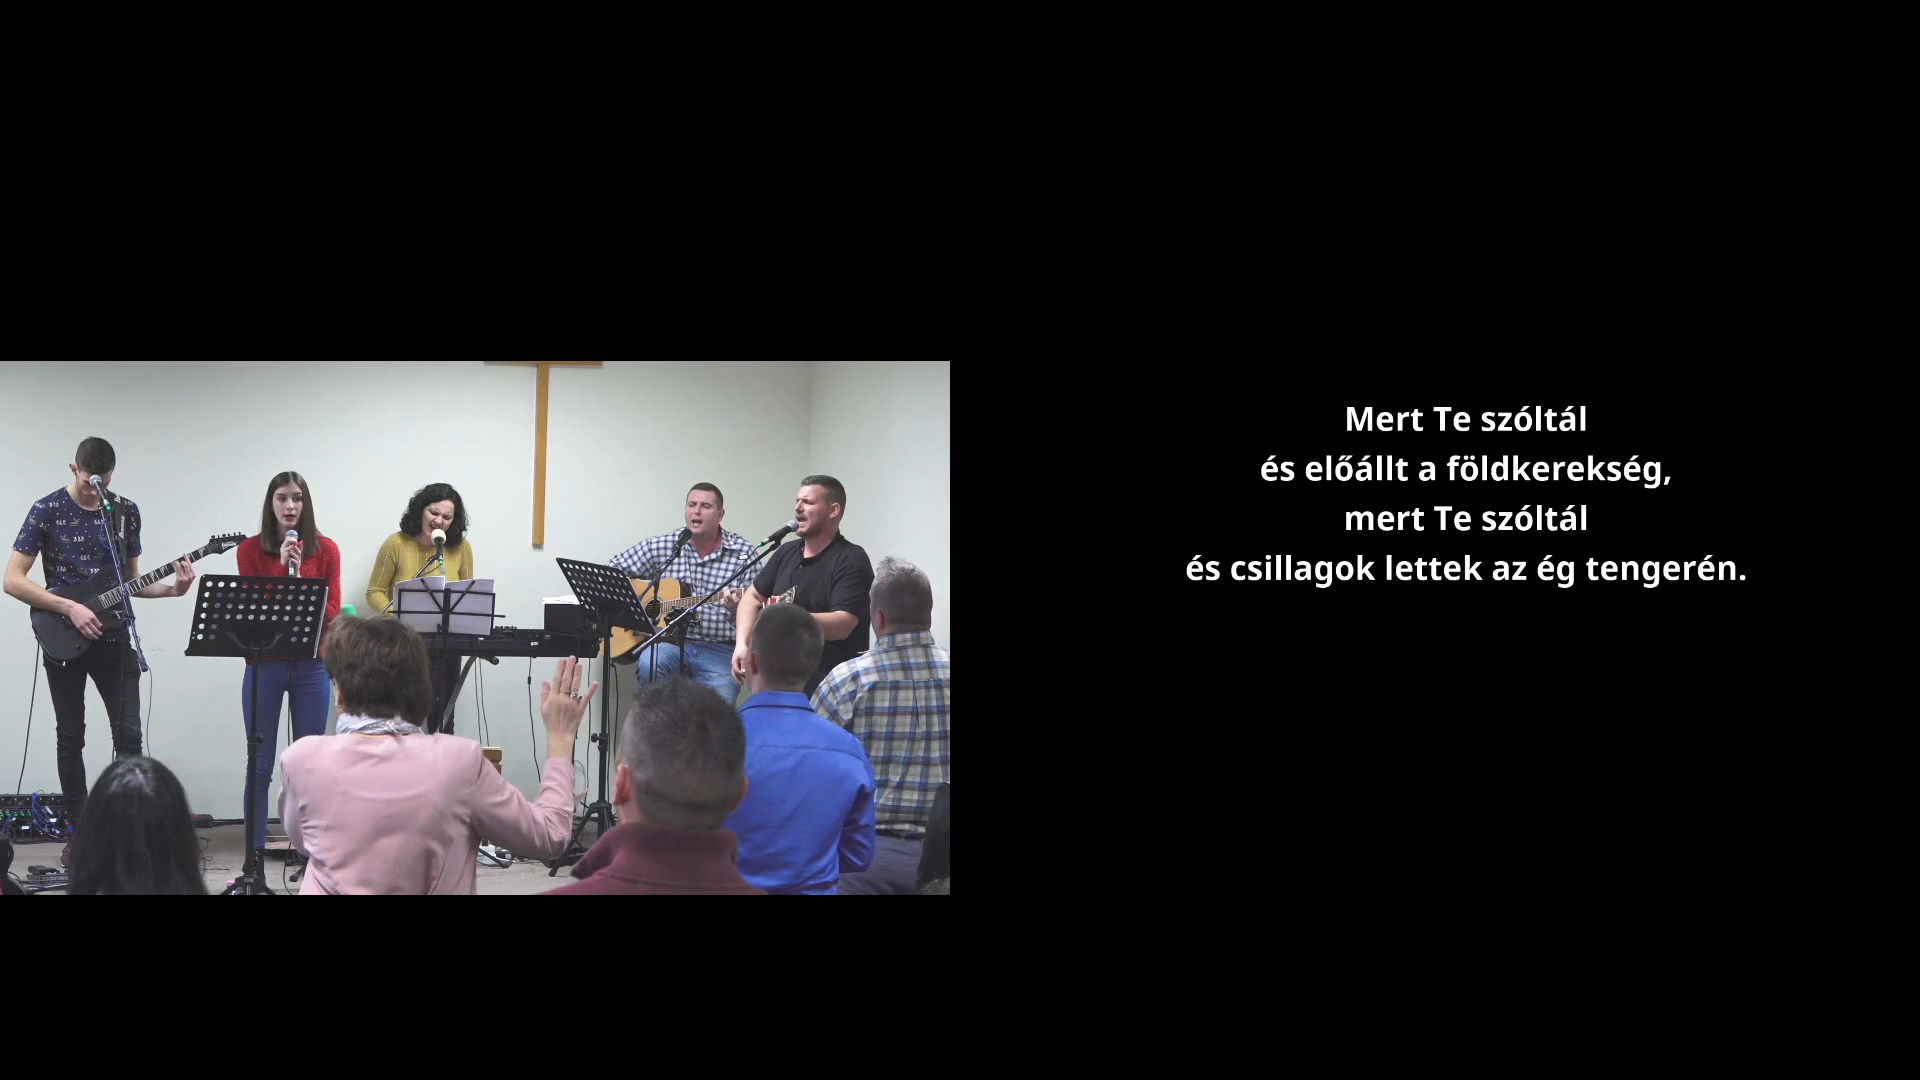 Mert Te szóltál
és előállt a földkerekség,
mert Te szóltál
és csillagok lettek az ég tengerén.